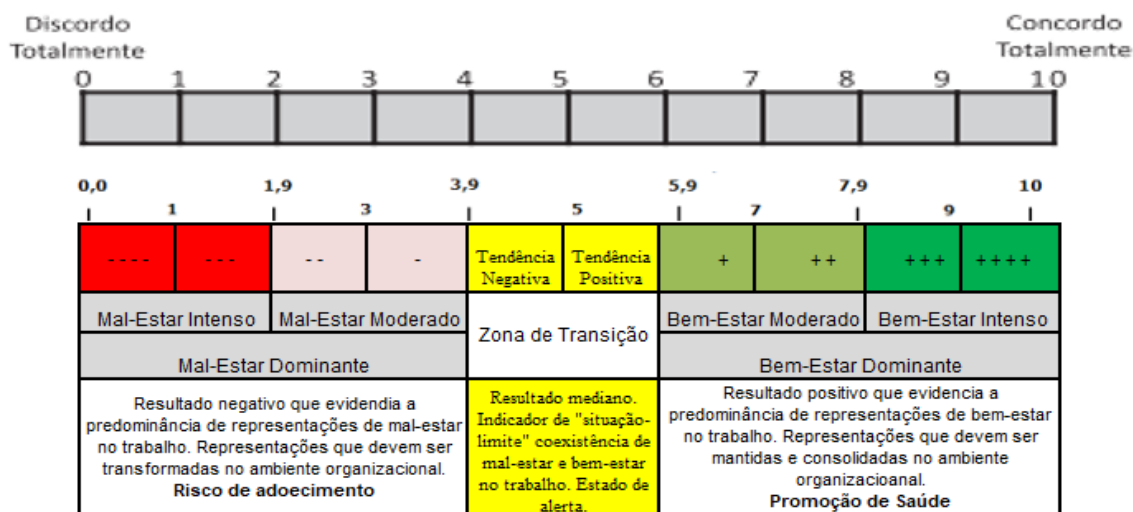 Discordo Totalmente
Concordo Totalmente
0 1 2 3 4 5 6 7 8 9 10
0,0 1,9 3,9 5,9 7,9 10
1 3 5 7 9
- - - -
- - -
- -
-
Tendência Negativa
Tendência Positiva
+
++
+++
++++
Mal-Estar Intenso
Mal-Estar Moderado
Zona de Transição
Bem-Estar Moderado
Bem-Estar Intenso
Mal-Estar Dominante
Bem-Estar Dominante
Resultado negativo que evidendia a
predominância de representações de mal-estar
no trabalho. Representações que devem ser
transformadas no ambiente organizacional.
Risco de adoecimento
Resultado mediano.
Indicador de "situação-
limite" coexistência de
mal-estar e bem-estar
no trabalho. Estado de
alerta.
Resultado positivo que evidencia a
predominância de representações de bem-estar
no trabalho. Representações que devem ser
mantidas e consolidadas no ambiente
organizacioanal.
Promoção de Saúde